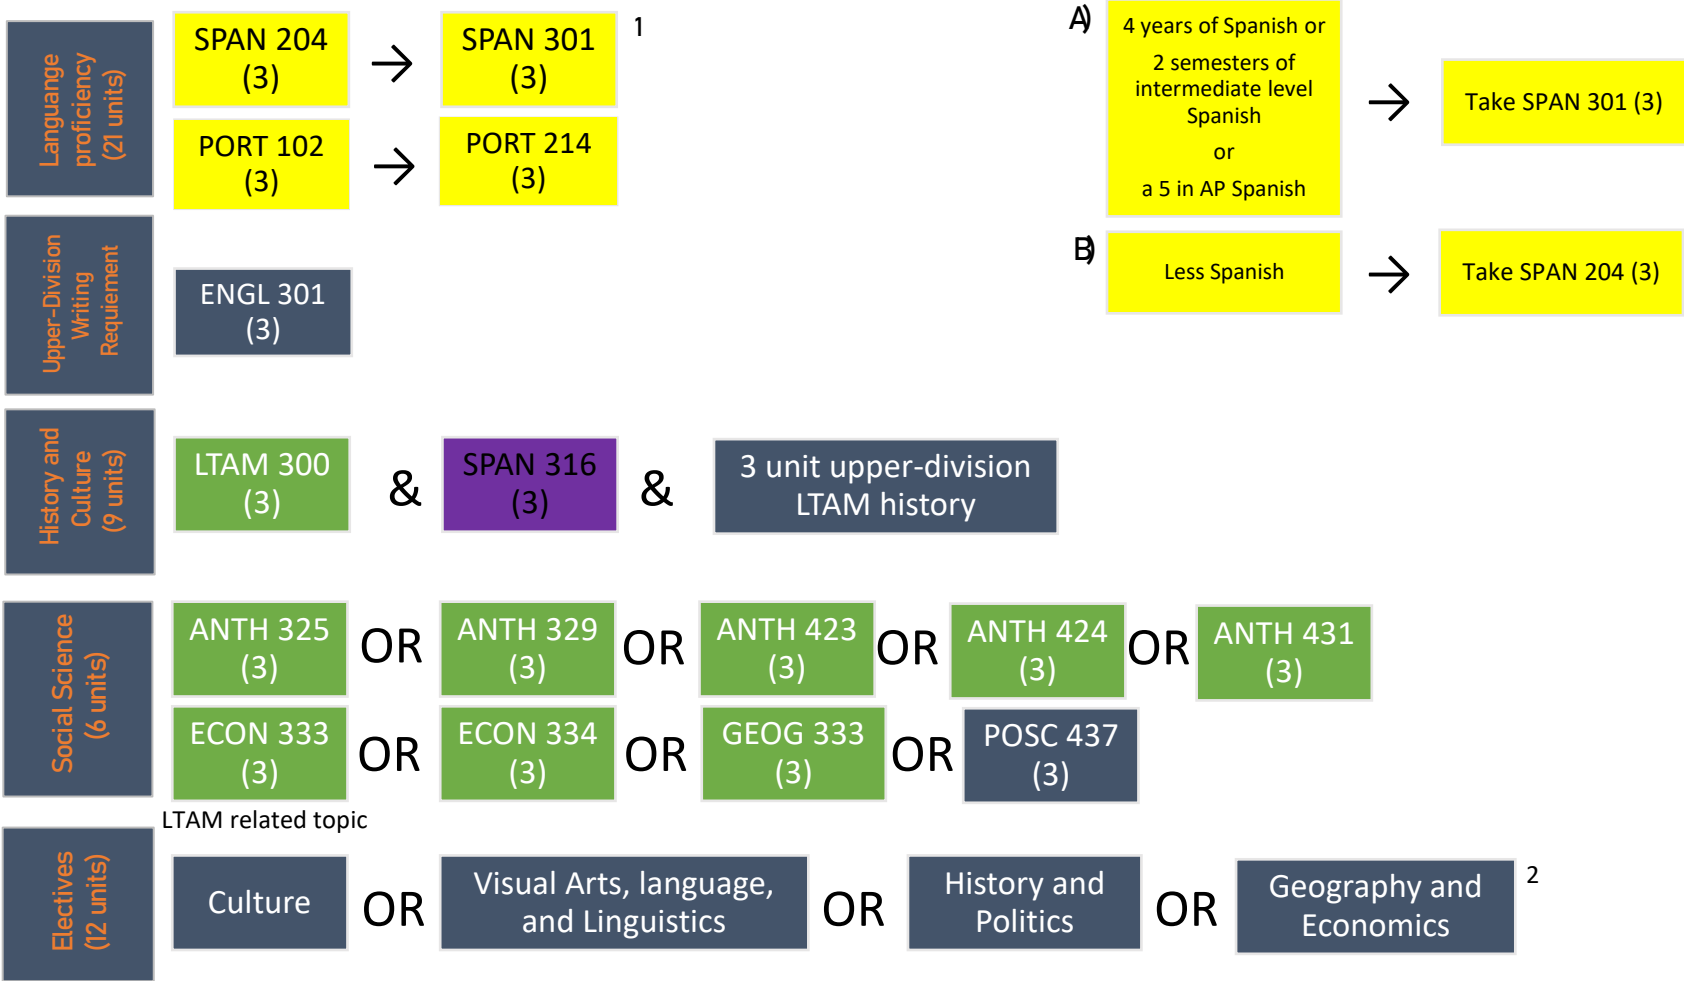 Languange
proficiency
(21 units)
SPAN 204
(3)
→
SPAN 301
(3)
1
PORT 102
(3)
→
PORT 214
(3)
A)
4 years of Spanish or
2 semesters of
intermediate level
Spanish
or
a 5 in AP Spanish
→
Take SPAN 301 (3)
B)
Less Spanish
→
Take SPAN 204 (3)
Upper-Division
Writing
Requiement
ENGL 301
(3)
History and
Culture
(9 units)
LTAM 300
(3)
&
SPAN 316
(3)
&
3 unit upper-division
LTAM history
Social Science
(6 units)
ANTH 325
(3)
OR
ANTH 329
(3)
OR
ANTH 423
(3)
OR
ANTH 424
(3)
OR
ANTH 431
(3)
ECON 333
(3)
OR
ECON 334
(3)
OR
GEOG 333
(3)
OR
POSC 437
(3)
LTAM related topic
Electives
(12 units)
Culture
OR
Visual Arts, language,
and Linguistics
OR
History and
Politics
OR
Geography and
Economics
2